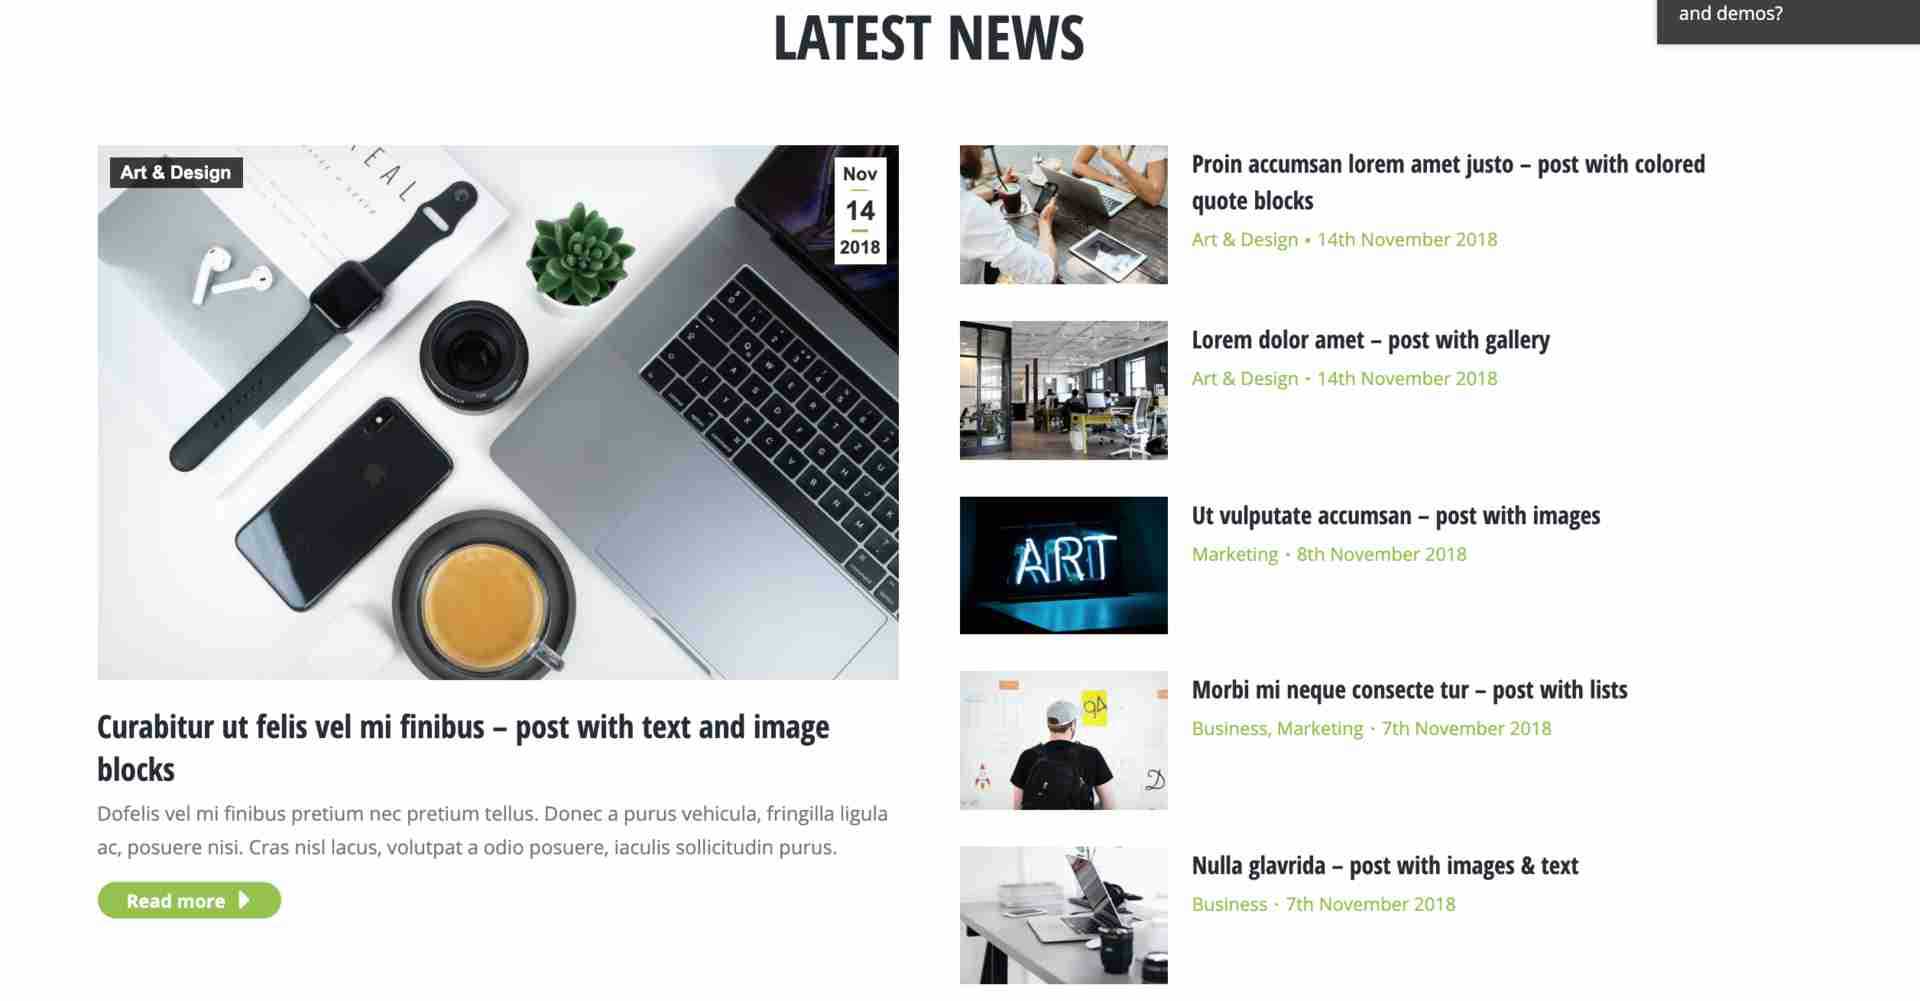 LATEST NEWS
and demos?
Art & Design
Nov
14
2018
Curabitur ut felis vel mi finibus – post with text and image
blocks
Dofelis vel mi finibus pretium nec pretium tellus. Donec a purus vehicula, fringilla ligula
ac, posuere nisi. Cras nisl lacus, volutpat a odio posuere, iaculis sollicitudin purus.
Read more
Proin accumsan lorem amet justo – post with colored
quote blocks
Art & Design • 14th November 2018
Lorem dolor amet – post with gallery
Art & Design • 14th November 2018
Ut vulputate accumsan – post with images
ART
Marketing • 8th November 2018
Morbi mi neque consecte tur – post with lists
Business, Marketing • 7th November 2018
Nulla glavrida – post with images & text
Business • 7th November 2018